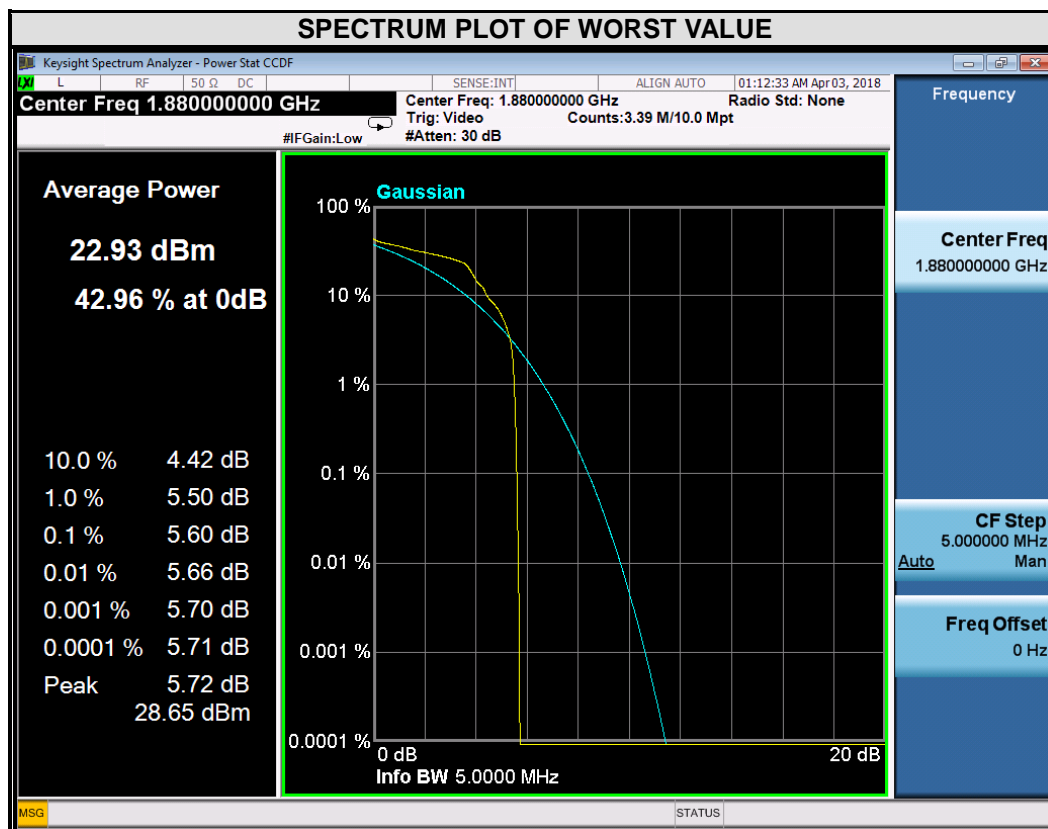 SPECTRUM PLOT OF WORST VALUE
Keysight Spectrum Analyzer - Power Stat CCDF
LXI L RF 50 Ω DC SENSE:INT ALIGN AUTO 01:12:33 AM Apr 03, 2018
Center Freq 1.880000000 GHz
#IFGain:Low
Center Freq: 1.880000000 GHz Radio Std: None
Trig: Video Counts:3.39 M/10.0 Mpt
#Atten: 30 dB
Average Power
22.93 dBm
42.96 % at 0dB
10.0 % 4.42 dB
1.0 % 5.50 dB
0.1 % 5.60 dB
0.01 % 5.66 dB
0.001 % 5.70 dB
0.0001 % 5.71 dB
Peak 5.72 dB
28.65 dBm
Gaussian
100 %
10 %
1 %
0.1 %
0.01 %
0.001 %
0.0001 %
0 dB 20 dB
Info BW 5.0000 MHz
Frequency
Center Freq
1.880000000 GHz
CF Step
5.000000 MHz
Auto Man
Freq Offset
0 Hz
MSG STATUS